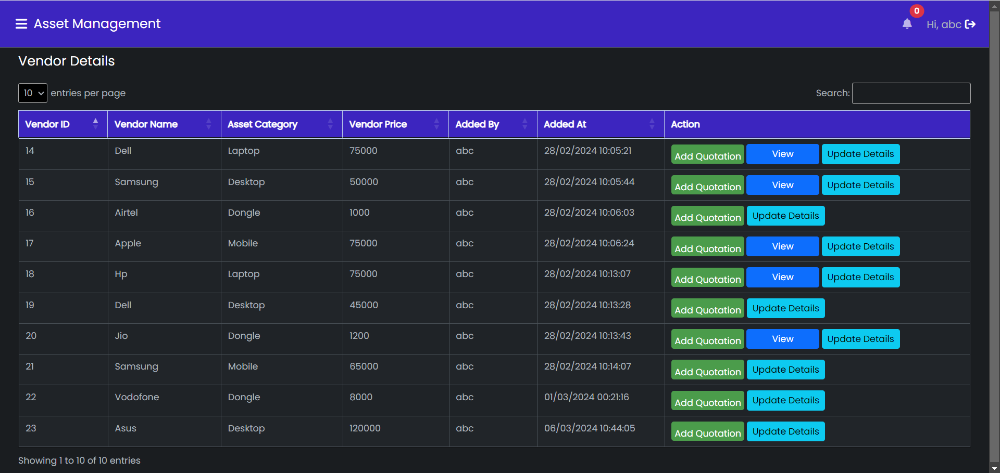 Asset Management
0
Hi, abc
Vendor Details
10 entries per page Search:
Vendor ID Vendor Name Asset Category Vendor Price Added By Added At Action
14 Dell Laptop 75000 abc 28/02/2024 10:05:21 Add Quotation View Update Details
15 Samsung Desktop 50000 abc 28/02/2024 10:05:44 Add Quotation View Update Details
16 Airtel Dongle 1000 abc 28/02/2024 10:06:03 Add Quotation Update Details
17 Apple Mobile 75000 abc 28/02/2024 10:06:24 Add Quotation View Update Details
18 Hp Laptop 75000 abc 28/02/2024 10:13:07 Add Quotation View Update Details
19 Dell Desktop 45000 abc 28/02/2024 10:13:28 Add Quotation Update Details
20 Jio Dongle 1200 abc 28/02/2024 10:13:43 Add Quotation View Update Details
21 Samsung Mobile 65000 abc 28/02/2024 10:14:07 Add Quotation Update Details
22 Vodofone Dongle 8000 abc 01/03/2024 00:21:16 Add Quotation Update Details
23 Asus Desktop 120000 abc 06/03/2024 10:44:05 Add Quotation Update Details
Showing 1 to 10 of 10 entries